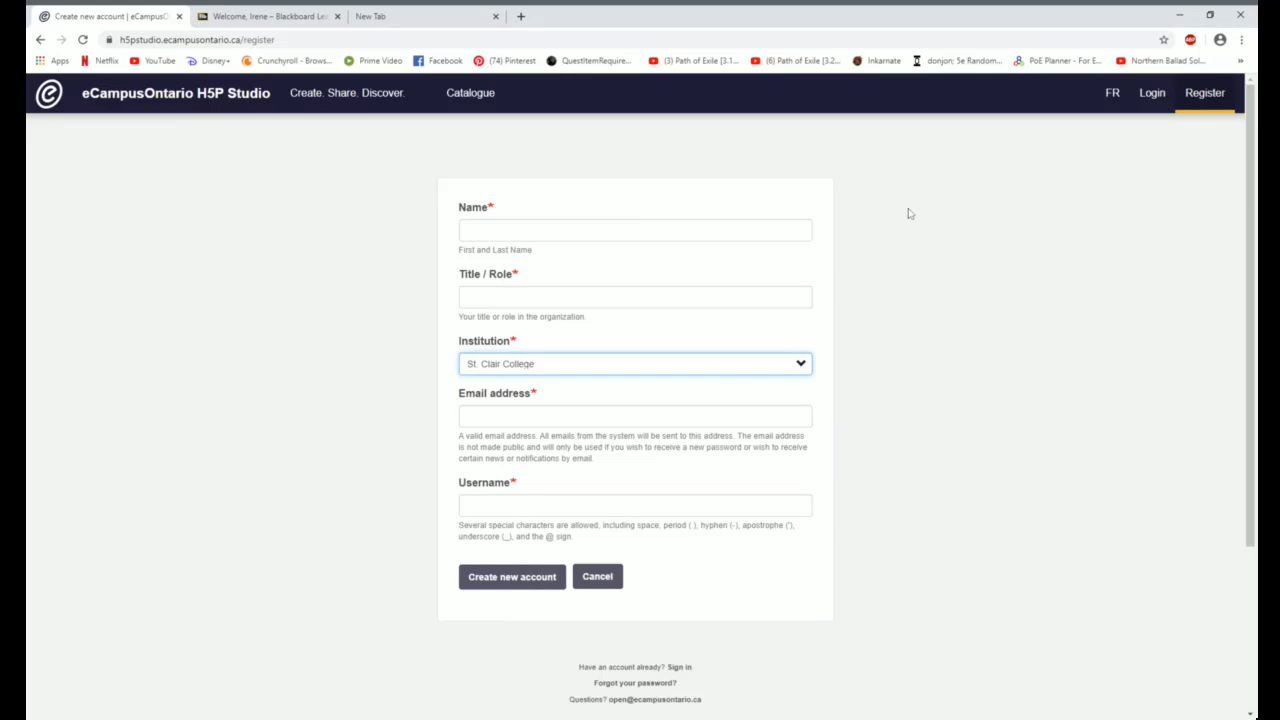 Create new account | eCampusO
Welcome, Irene – Blackboard Lea
New Tab
h5pstudio.ecampusontario.ca/register
Apps
Netflix
YouTube
Disney+
Crunchyroll - Brows...
Prime Video
Facebook
(74) Pinterest
QuestItemRequire...
(3) Path of Exile [3.1...
(6) Path of Exile [3.2...
Inkarnate
donjon; 5e Random...
PoE Planner - For E...
Northern Ballad Sol...
eCampusOntario H5P Studio
Create. Share. Discover.
Catalogue
FR
Login
Register
Name*
First and Last Name
Title / Role*
Your title or role in the organization.
Institution*
St. Clair College
Email address*
A valid email address. All emails from the system will be sent to this address. The email address
is not made public and will only be used if you wish to receive a new password or wish to receive
certain news or notifications by email.
Username*
Several special characters are allowed, including space, period (.), hyphen (-), apostrophe ('),
underscore (_), and the @ sign.
Create new account
Cancel
Have an account already? Sign in
Forgot your password?
Questions? open@ecampusontario.ca